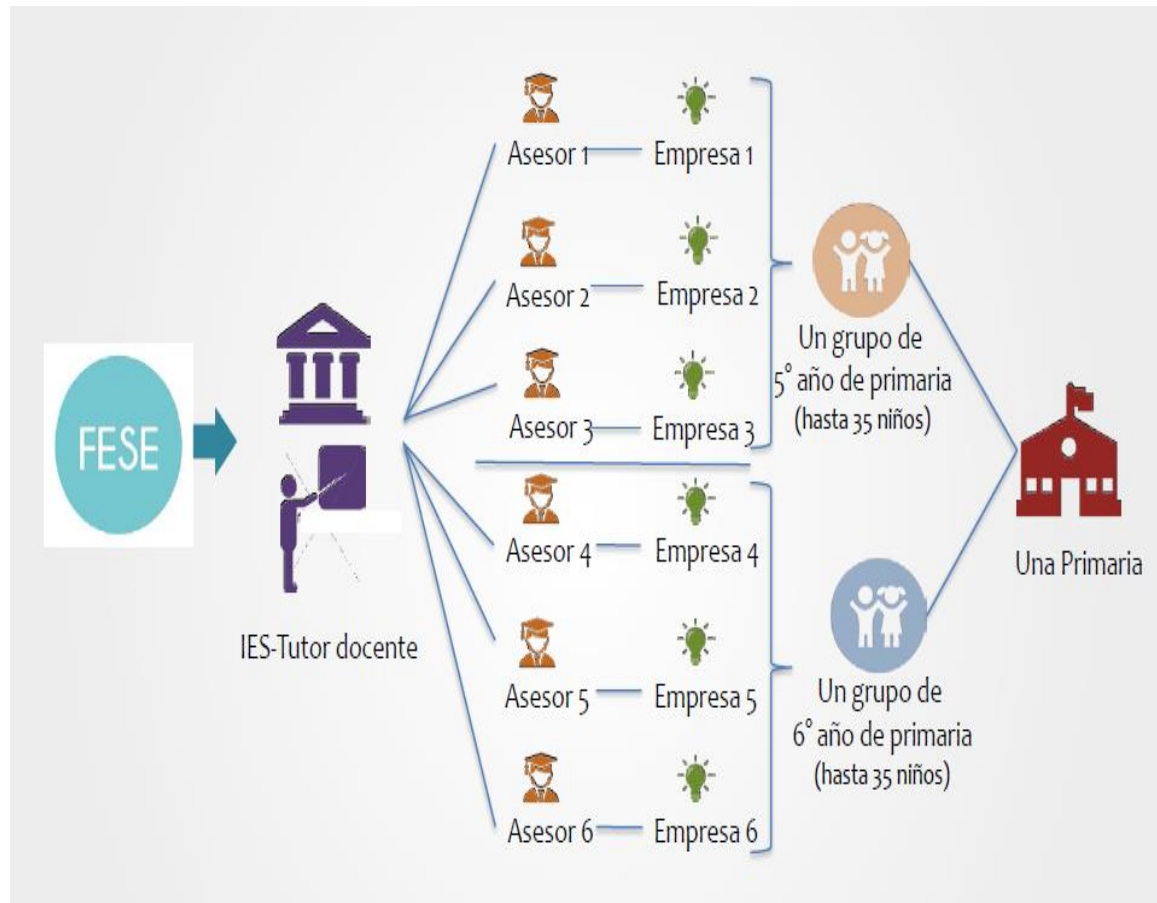 FESE
IES-Tutor docente
Asesor 1
Empresa 1
Asesor 2
Empresa 2
Asesor 3
Empresa 3
Asesor 4
Empresa 4
Asesor 5
Empresa 5
Asesor 6
Empresa 6
Un grupo de
5° año de primaria
(hasta 35 niños)
Un grupo de
6° año de primaria
(hasta 35 niños)
Una Primaria